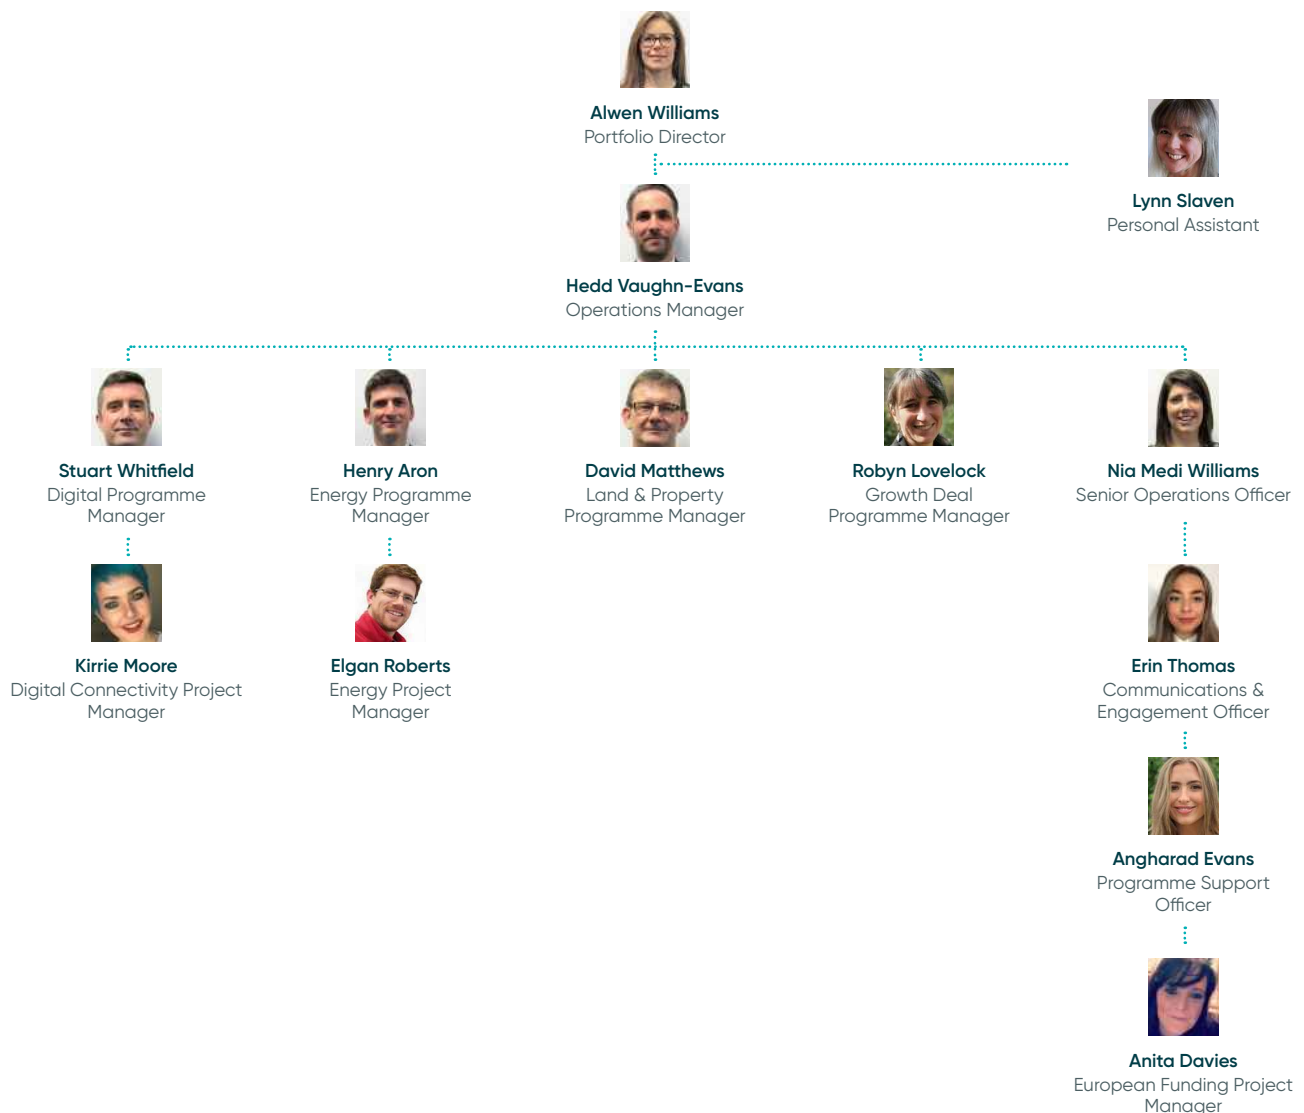 Alwen Williams
Portfolio Director
Lynn Slaven
Personal Assistant
Hedd Vaughn-Evans
Operations Manager
Stuart Whitfield
Digital Programme
Manager
Henry Aron
Energy Programme
Manager
David Matthews
Land & Property
Programme Manager
Robyn Lovelock
Growth Deal
Programme Manager
Nia Medi Williams
Senior Operations Officer
Kirrie Moore
Digital Connectivity Project
Manager
Elgan Roberts
Energy Project
Manager
Erin Thomas
Communications &
Engagement Officer
Angharad Evans
Programme Support
Officer
Anita Davies
European Funding Project
Manager